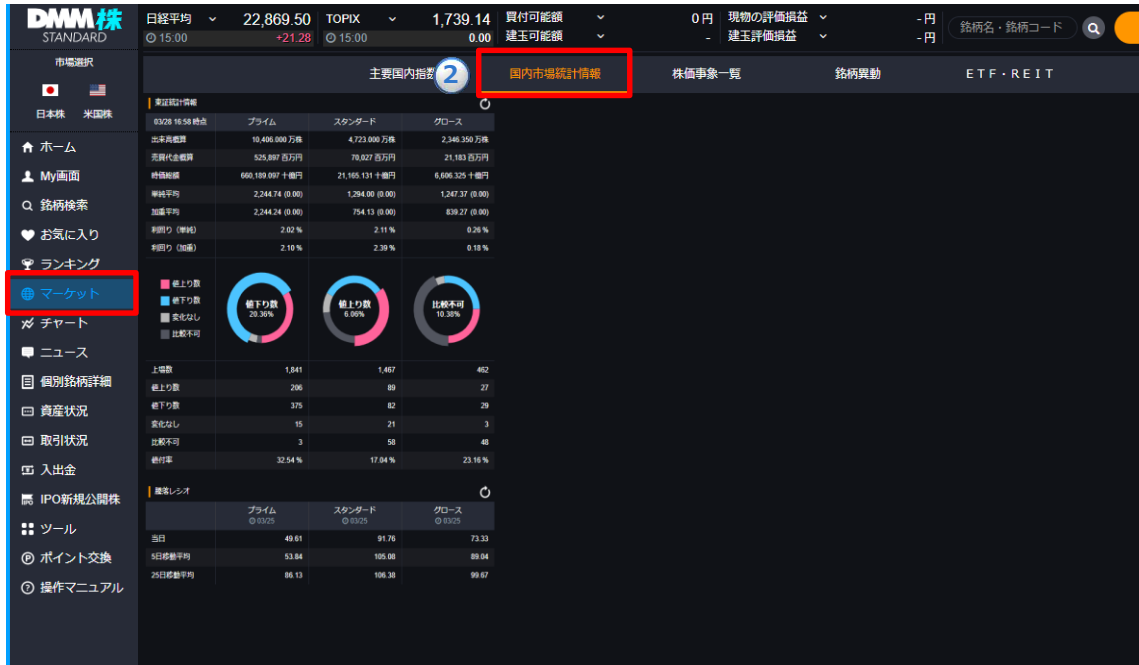 DMM株
STANDARD
日経平均 22,869.50 TOPIX 1,739.14 買付可能額 0円 現物の評価損益 -円
15:00 +21.28 15:00 0.00 建玉可能額 - 建玉評価損益 -円
銘柄名・銘柄コード
市場選択
日本株 米国株
ホーム
My画面
銘柄検索
お気に入り
ランキング
マーケット
チャート
ニュース
個別銘柄詳細
資産状況
取引状況
入出金
IPO新規公開株
ツール
ポイント交換
操作マニュアル
主要国内指数 2 国内市場統計情報 株価事象一覧 銘柄異動 ETF・REIT
東証統計情報
03/28 16:58 時点 プライム スタンダード グロース
出来高概算 10,406.000 万株 4,723.000 万株 2,346.350 万株
売買代金概算 525,897 百万円 70,027 百万円 21,183 百万円
時価総額 660,189.097 十億円 21,165.131 十億円 6,606.325 十億円
単純平均 2,244.74 (0.00) 1,294.00 (0.00) 1,247.37 (0.00)
加重平均 2,244.24 (0.00) 754.13 (0.00) 839.27 (0.00)
利回り（単純） 2.02 % 2.11 % 0.26 %
利回り（加重） 2.10 % 2.39 % 0.18 %
値上り数
値下り数
変化なし
比較不可
値下り数
20.36%
値上り数
6.06%
比較不可
10.38%
上場数 1,841 1,467 462
値上り数 206 89 27
値下り数 375 82 29
変化なし 15 21 3
比較不可 3 58 48
値付率 32.54 % 17.04 % 23.16 %
騰落レシオ
プライム スタンダード グロース
03/25 03/25 03/25
当日 49.61 91.76 73.33
5日移動平均 53.84 105.08 89.04
25日移動平均 86.13 106.38 99.67